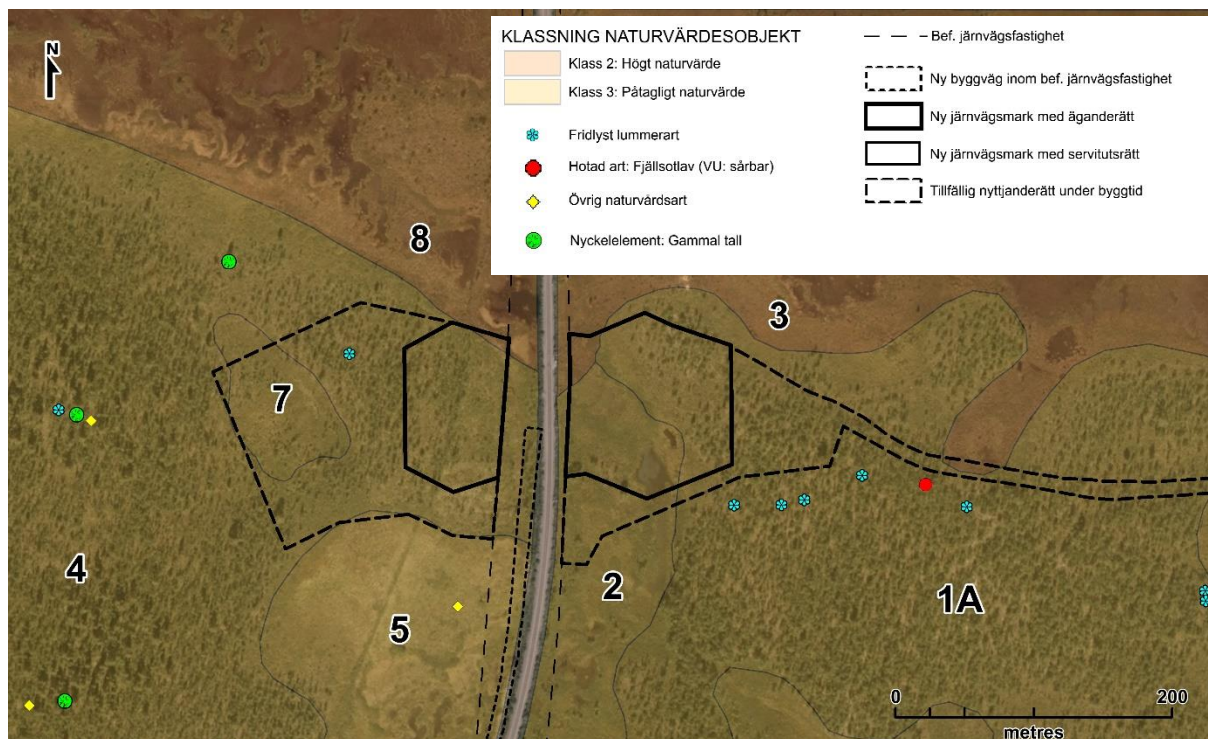 N
KLASSNING NATURVÄRDESOBJEKT
Klass 2: Högt naturvärde
Klass 3: Påtagligt naturvärde
Fridlyst lummerart
Hotad art: Fjällsotlav (VU: sårbar)
Övrig naturvårdsart
Nyckelelement: Gammal tall
Bef. järnvägsfastighet
Ny byggväg inom bef. järnvägsfastighet
Ny järnvägsmark med äganderätt
Ny järnvägsmark med servitutsrätt
Tillfällig nyttjanderätt under byggtid
8
3
7
4
5
2
1A
0
200
metres